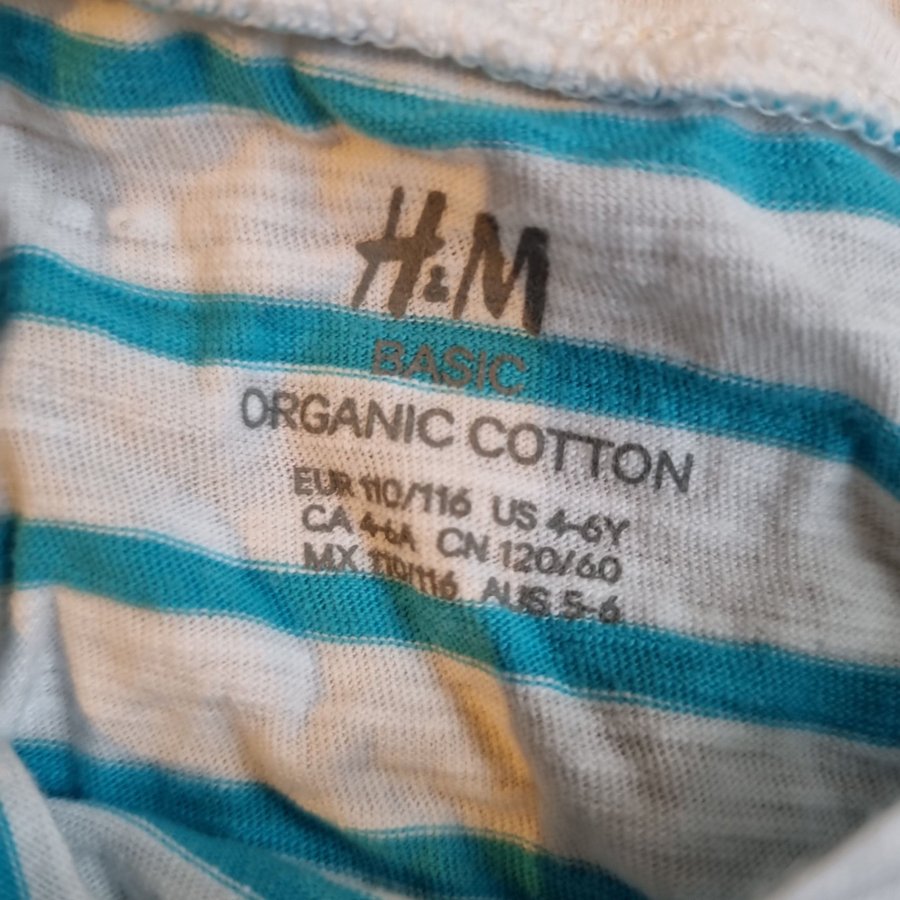 H&M
BASIC
ORGANIC COTTON
EUR 110/116 US 4-6Y
CA 4-6A CN 120/60
MX 110/116 AUS 5-6